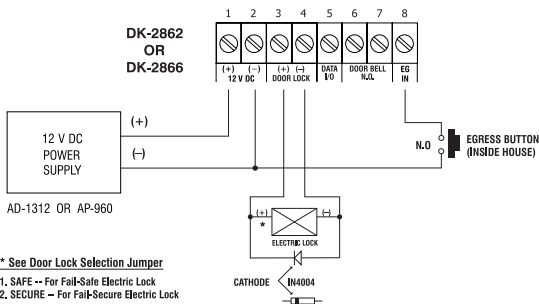 1 2 3 4 5 6 7 8
DK-2862
OR
DK-2866
(+) (−) (+) (−) DATA DOOR BELL EG
12 V DC DOOR LOCK I/O N.O. IN
(+)
12 V DC
POWER
SUPPLY
(−)
AD-1312 OR AP-960
N.O
EGRESS BUTTON
(INSIDE HOUSE)
(+) (−)
*
ELECTRIC LOCK
* See Door Lock Selection Jumper
1. SAFE -- For Fail-Safe Electric Lock
2. SECURE – For Fail-Secure Electric Lock
CATHODE IN4004